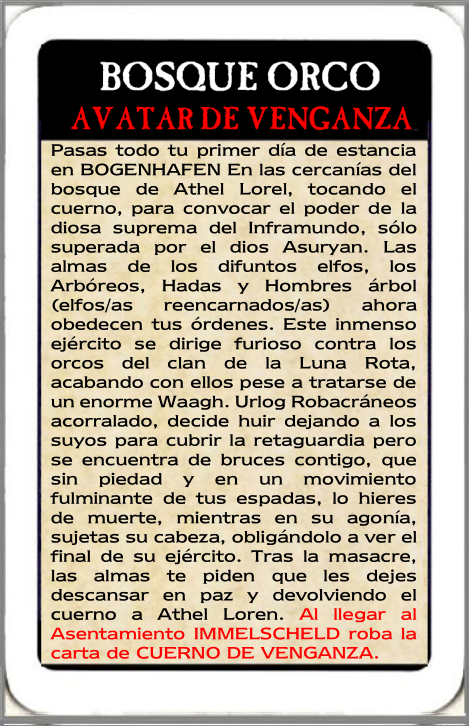 BOSQUE ORCO
AVATAR DE VENGANZA
Pasas todo tu primer día de estancia
en BOGENHAFEN En las cercanías del
bosque de Athel Lorel, tocando el
cuerno, para convocar el poder de la
diosa suprema del Inframundo, sólo
superada por el dios Asuryan. Las
almas de los difuntos elfos, los
Arbóreos, Hadas y Hombres árbol
(elfos/as reencarnados/as) ahora
obedecen tus órdenes. Este inmenso
ejército se dirige furioso contra los
orcos del clan de la Luna Rota,
acabando con ellos pese a tratarse de
un enorme Waagh. Urlog Robacráneos
acorralado, decide huir dejando a los
suyos para cubrir la retaguardia pero
se encuentra de bruces contigo, que
sin piedad y en un movimiento
fulminante de tus espadas, lo hieres
de muerte, mientras en su agonía,
sujetas su cabeza, obligándolo a ver el
final de su ejército. Tras la masacre,
las almas te piden que les dejes
descansar en paz y devolviendo el
cuerno a Athel Loren. Al llegar al
Asentamiento IMMELSCHELD roba la
carta de CUERNO DE VENGANZA.